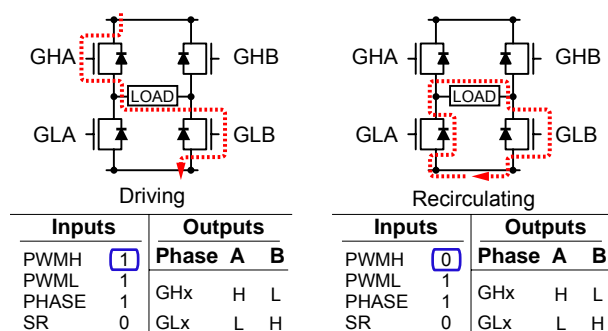 GHA
GHB
LOAD
GLA
GLB
Driving
Inputs Outputs
PWMH 1 Phase A B
PWML 1
PHASE 1 GHx H L
SR 0 GLx L H
GHA
GHB
LOAD
GLA
GLB
Recirculating
Inputs Outputs
PWMH 0 Phase A B
PWML 1
PHASE 1 GHx H L
SR 0 GLx L H